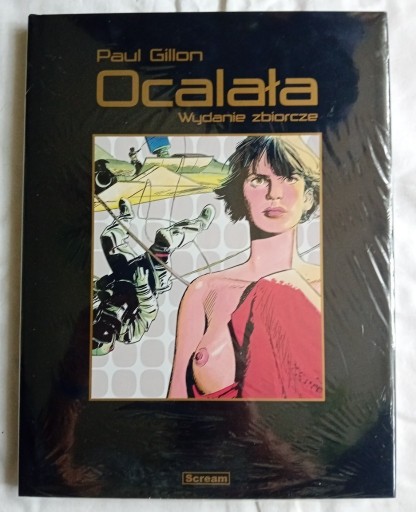 Paul Gillon
Ocalała
Wydanie zbiorcze
Scream